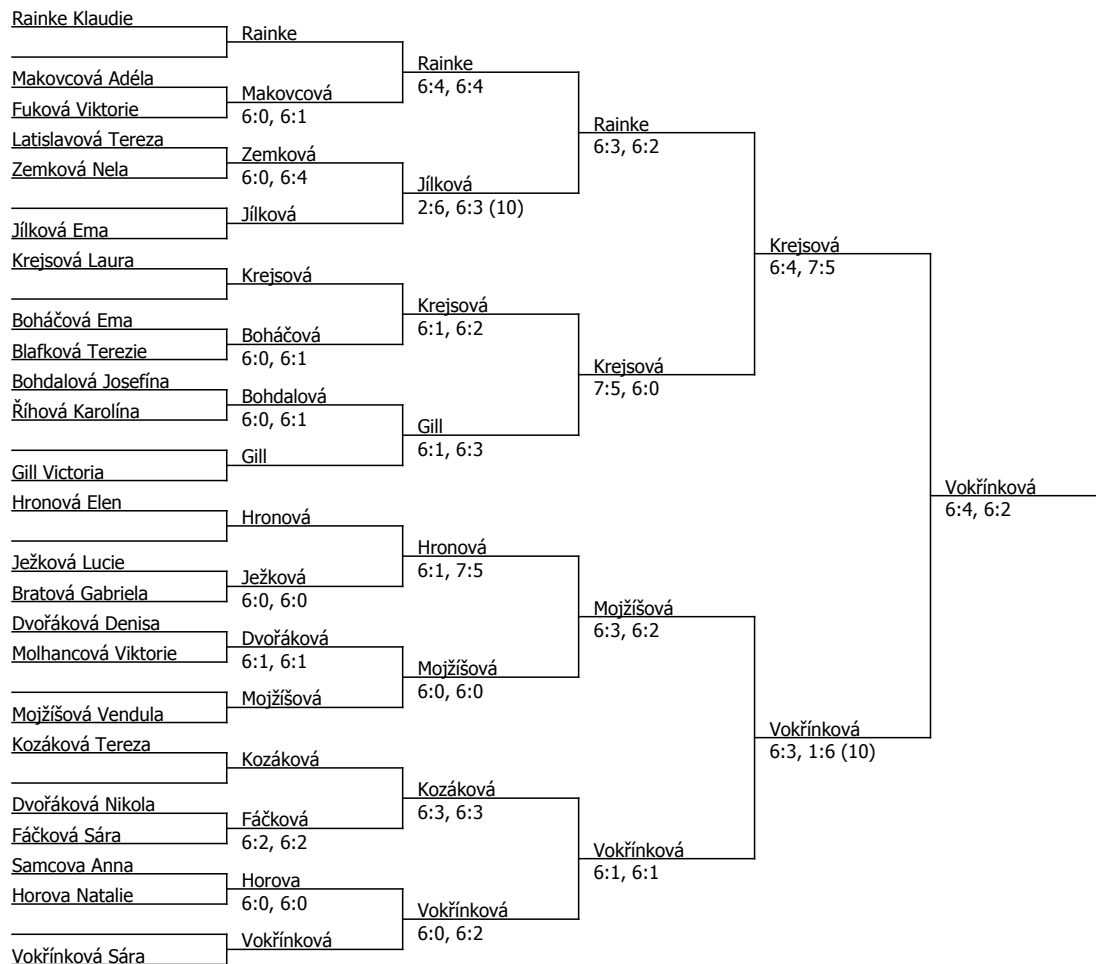 Rainke Klaudie
Rainke
Rainke
6:4, 6:4
Makovcová Adéla
Makovcová
6:0, 6:1
Fuková Viktorie
Rainke
6:3, 6:2
Latislavová Tereza
Zemková
6:0, 6:4
Zemková Nela
Jílková
2:6, 6:3 (10)
Jílková
Jílková Ema
Krejsová
6:4, 7:5
Krejsová Laura
Krejsová
Krejsová
6:1, 6:2
Boháčová Ema
Boháčová
6:0, 6:1
Blafková Terezie
Krejsová
7:5, 6:0
Bohdalová Josefína
Bohdalová
6:0, 6:1
Říhová Karolína
Gill
6:1, 6:3
Gill
Gill Victoria
Vokřínková
6:4, 6:2
Hronová Elen
Hronová
Hronová
6:1, 7:5
Ježková Lucie
Ježková
6:0, 6:0
Bratová Gabriela
Mojžíšová
6:3, 6:2
Dvořáková Denisa
Dvořáková
6:1, 6:1
Molhancová Viktorie
Mojžíšová
6:0, 6:0
Mojžíšová
Mojžíšová Vendula
Vokřínková
6:3, 1:6 (10)
Kozáková Tereza
Kozáková
Kozáková
6:3, 6:3
Dvořáková Nikola
Fáčková
6:2, 6:2
Fáčková Sára
Vokřínková
6:1, 6:1
Samcova Anna
Horova
6:0, 6:0
Horova Natalie
Vokřínková
6:0, 6:2
Vokřínková
Vokřínková Sára